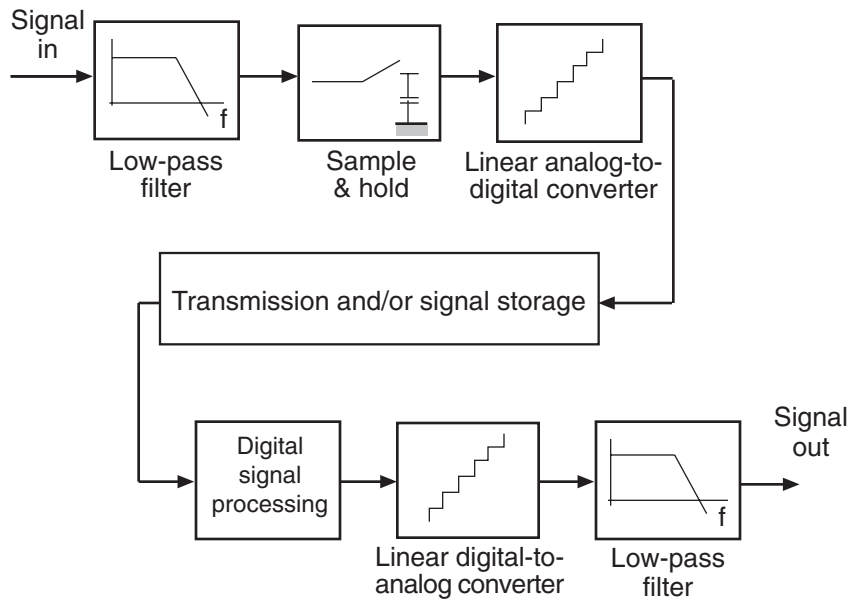 Signal
in
f
Low-pass
filter
Sample
& hold
Linear analog-to-
digital converter
Transmission and/or signal storage
Digital
signal
processing
Linear digital-to-
analog converter
f
Low-pass
filter
Signal
out